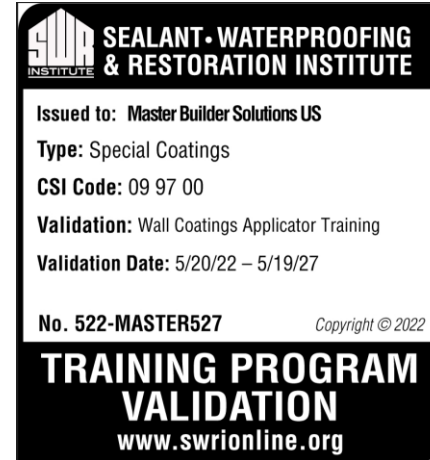 SWR
INSTITUTE
SEALANT • WATERPROOFING
& RESTORATION INSTITUTE
Issued to: Master Builder Solutions US
Type: Special Coatings
CSI Code: 09 97 00
Validation: Wall Coatings Applicator Training
Validation Date: 5/20/22 – 5/19/27
No. 522-MASTER527
Copyright © 2022
TRAINING PROGRAM
VALIDATION
www.swrionline.org